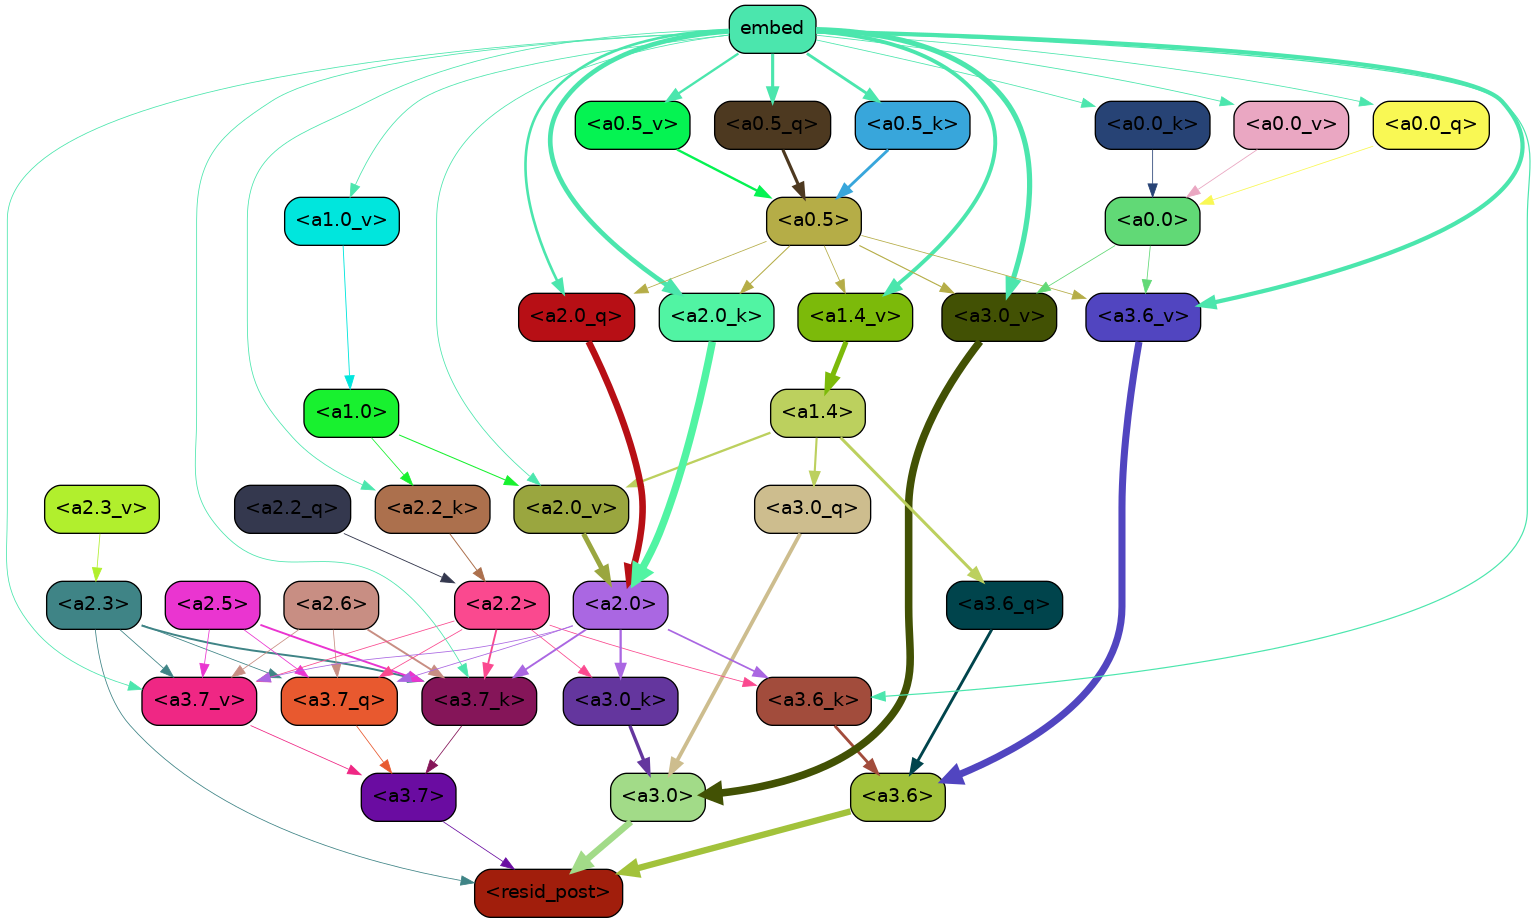 embed
<a0.5_v>
<a0.5_q>
<a0.5_k>
<a0.0_k>
<a0.0_v>
<a0.0_q>
<a1.0_v>
<a0.5>
<a0.0>
<a2.0_q>
<a2.0_k>
<a1.4_v>
<a3.0_v>
<a3.6_v>
<a1.0>
<a1.4>
<a2.3_v>
<a2.2_q>
<a2.2_k>
<a2.0_v>
<a3.0_q>
<a2.3>
<a2.5>
<a2.6>
<a2.2>
<a2.0>
<a3.6_q>
<a3.7_v>
<a3.7_q>
<a3.7_k>
<a3.0_k>
<a3.6_k>
<a3.7>
<a3.0>
<a3.6>
<resid_post>